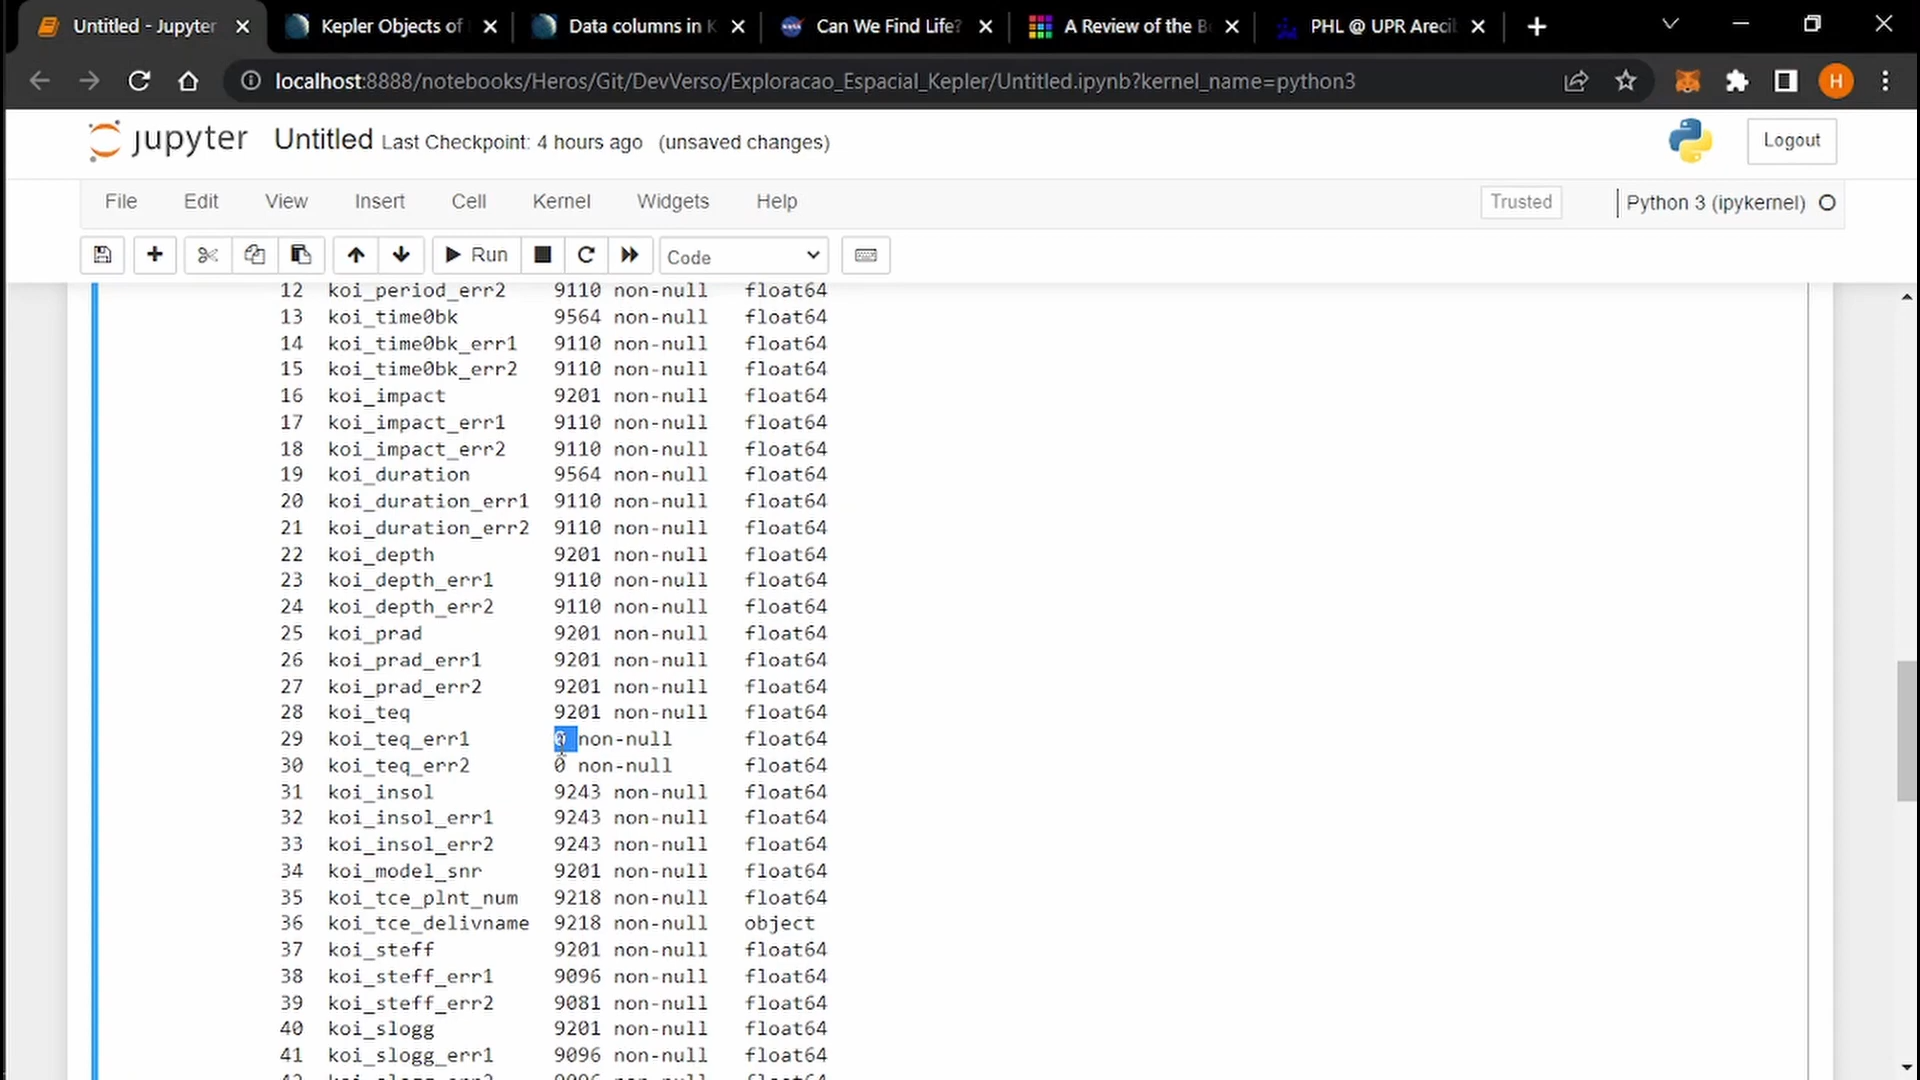 Untitled - Jupyter
Kepler Objects of
Data columns in K
Can We Find Life?
A Review of the B
PHL @ UPR Areci
localhost:8888/notebooks/Heros/Git/DevVerso/Exploracao_Espacial_Kepler/Untitled.ipynb?kernel_name=python3
H
jupyter Untitled Last Checkpoint: 4 hours ago (unsaved changes)
Logout
File Edit View Insert Cell Kernel Widgets Help
Trusted
Python 3 (ipykernel)
Run
Code
12 koi_period_err2 9110 non-null float64
13 koi_time0bk 9564 non-null float64
14 koi_time0bk_err1 9110 non-null float64
15 koi_time0bk_err2 9110 non-null float64
16 koi_impact 9201 non-null float64
17 koi_impact_err1 9110 non-null float64
18 koi_impact_err2 9110 non-null float64
19 koi_duration 9564 non-null float64
20 koi_duration_err1 9110 non-null float64
21 koi_duration_err2 9110 non-null float64
22 koi_depth 9201 non-null float64
23 koi_depth_err1 9110 non-null float64
24 koi_depth_err2 9110 non-null float64
25 koi_prad 9201 non-null float64
26 koi_prad_err1 9201 non-null float64
27 koi_prad_err2 9201 non-null float64
28 koi_teq 9201 non-null float64
29 koi_teq_err1 0 non-null float64
30 koi_teq_err2 0 non-null float64
31 koi_insol 9243 non-null float64
32 koi_insol_err1 9243 non-null float64
33 koi_insol_err2 9243 non-null float64
34 koi_model_snr 9201 non-null float64
35 koi_tce_plnt_num 9218 non-null float64
36 koi_tce_delivname 9218 non-null object
37 koi_steff 9201 non-null float64
38 koi_steff_err1 9096 non-null float64
39 koi_steff_err2 9081 non-null float64
40 koi_slogg 9201 non-null float64
41 koi_slogg_err1 9096 non-null float64